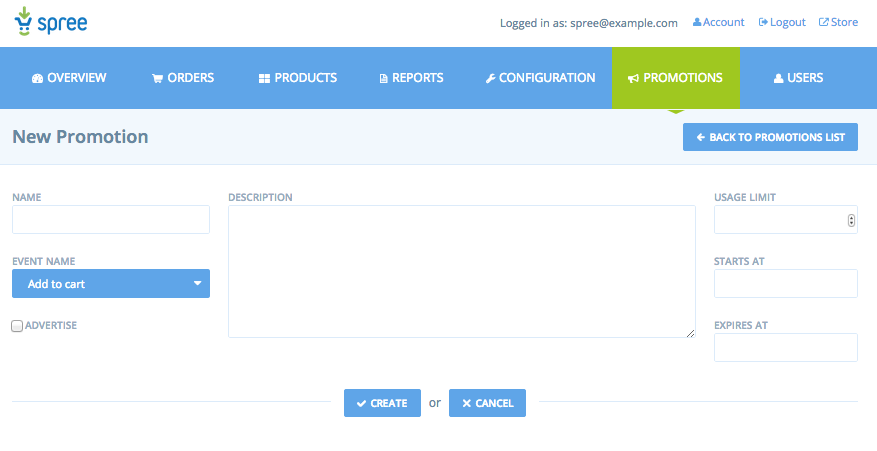 spree
Logged in as: spree@example.com Account Logout Store
OVERVIEW ORDERS PRODUCTS REPORTS CONFIGURATION PROMOTIONS USERS
New Promotion
BACK TO PROMOTIONS LIST
NAME
DESCRIPTION
USAGE LIMIT
EVENT NAME
Add to cart
STARTS AT
ADVERTISE
EXPIRES AT
CREATE or CANCEL